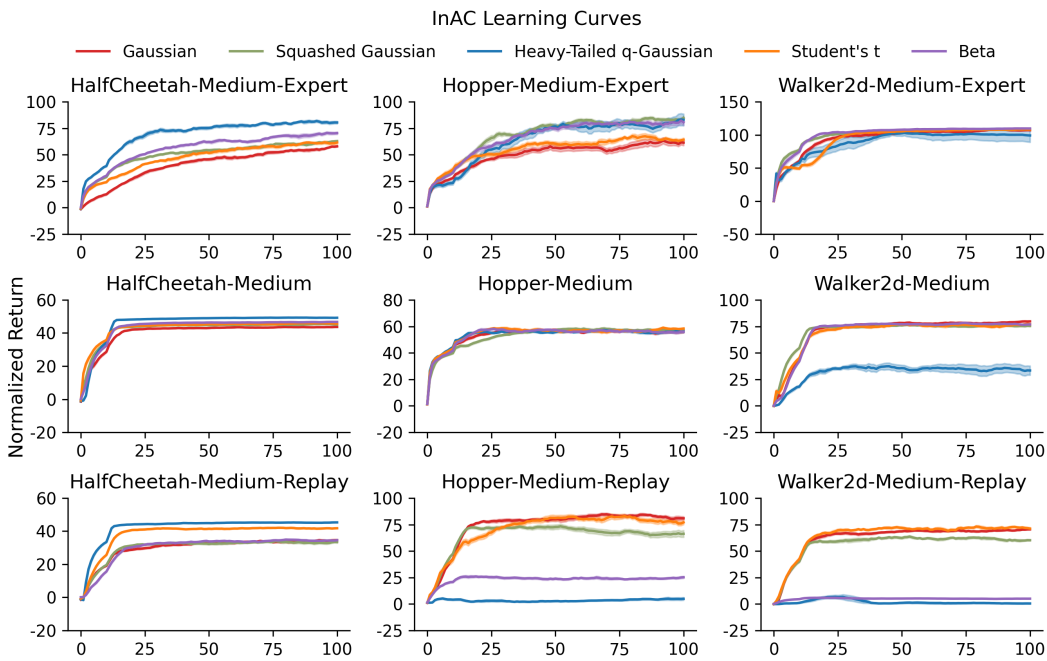 InAC Learning Curves
Gaussian Squashed Gaussian Heavy-Tailed q-Gaussian Student's t Beta
HalfCheetah-Medium-Expert Hopper-Medium-Expert Walker2d-Medium-Expert
100 100 150
75 75 100
50 50 50
25 25 0
0 0 -50
-25 -25
0 25 50 75 100 0 25 50 75 100 0 25 50 75 100
Normalized Return
HalfCheetah-Medium Hopper-Medium Walker2d-Medium
60 80 100
40 60 75
20 40 50
0 20 25
-20 0 0
-20 -25
0 25 50 75 100 0 25 50 75 100 0 25 50 75 100
HalfCheetah-Medium-Replay Hopper-Medium-Replay Walker2d-Medium-Replay
60 100 100
40 75 75
20 50 50
0 25 25
-20 0 0
-25 -25
0 25 50 75 100 0 25 50 75 100 0 25 50 75 100